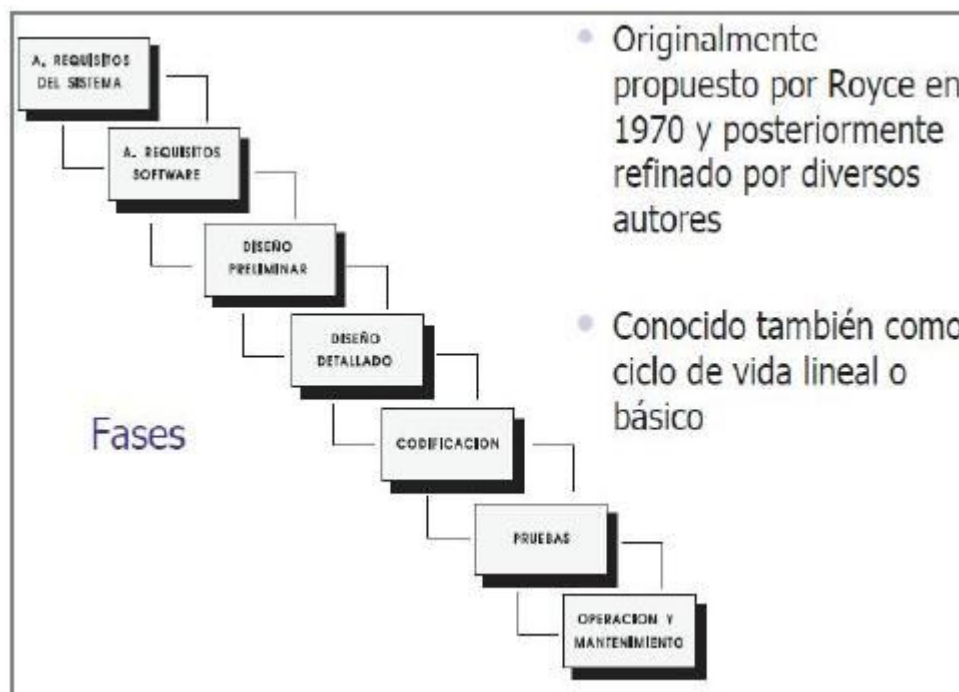 A. REQUISITOS
DEL SISTEMA
A. REQUISITOS
SOFTWARE
DISEÑO
PRELIMINAR
DISEÑO
DETALLADO
CODIFICACION
PRUEBAS
OPERACION Y
MANTENIMIENTO
Fases
Originalmente
propuesto por Royce en
1970 y posteriormente
refinado por diversos
autores
Conocido también como
ciclo de vida lineal o
básico